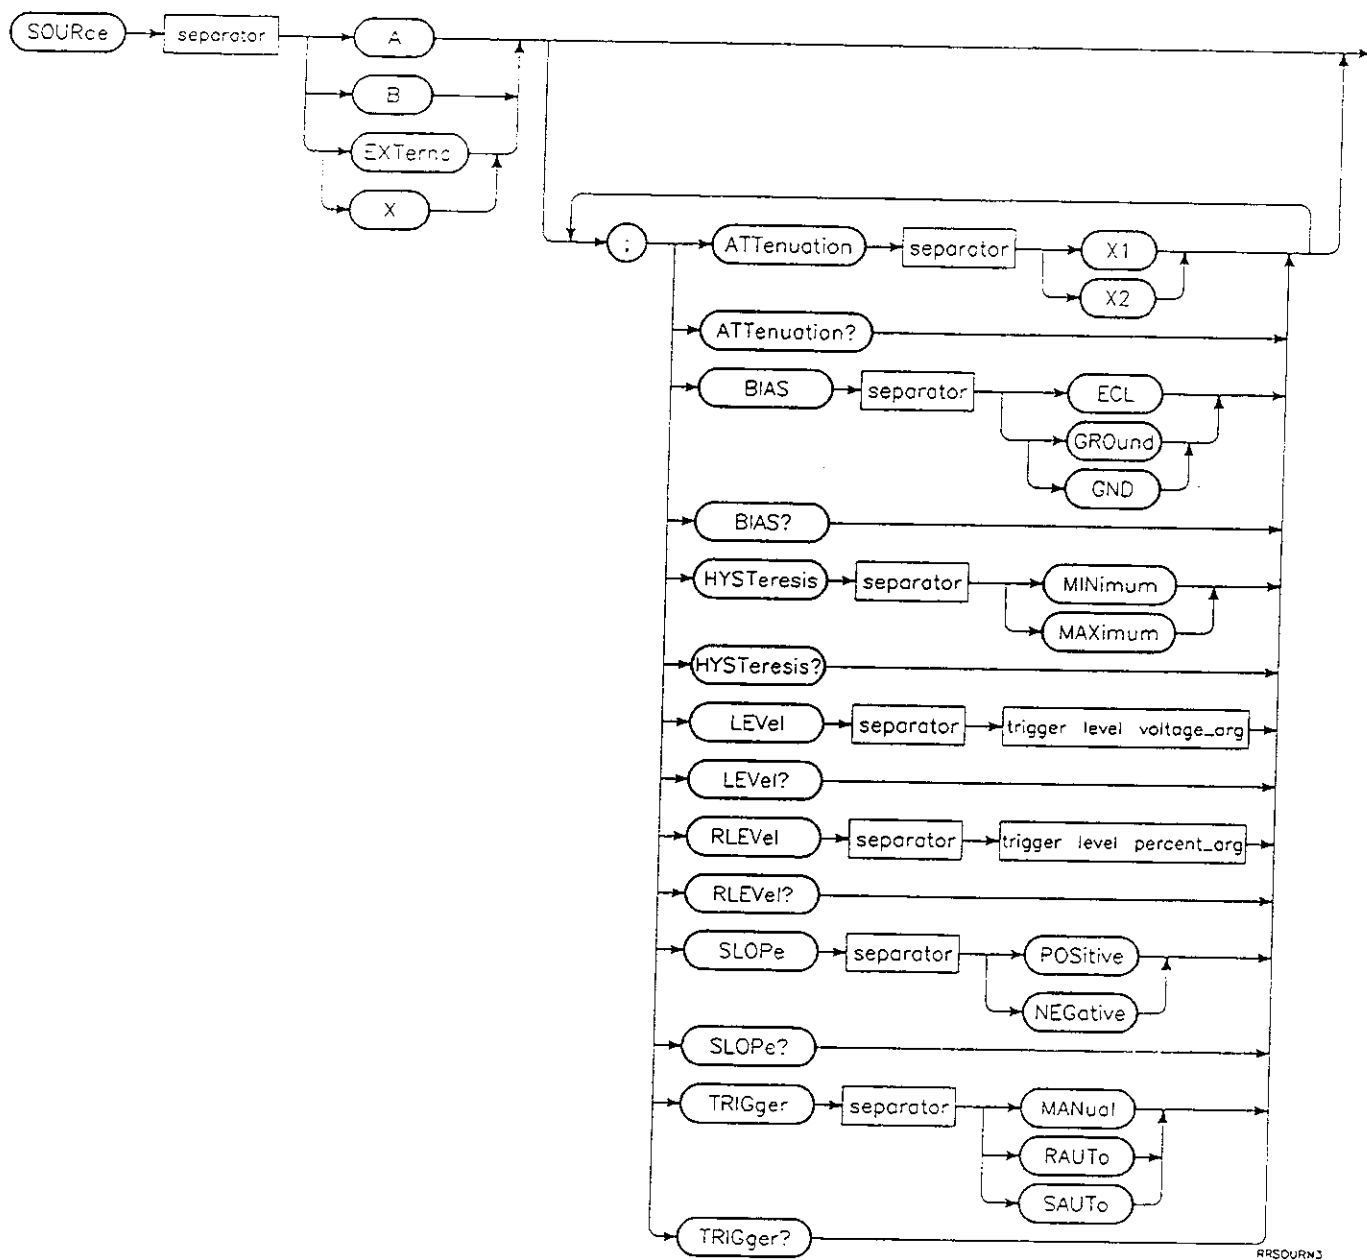 SOURce separator A
B
EXTerna
X
; ATTenuation separator X1
X2
ATTenuation?
BIAS separator ECL
GROund
GND
BIAS?
HYSTeresis separator MINimum
MAXimum
HYSTeresis?
LEVel separator trigger level voltage_arg
LEVel?
RLEVel separator trigger level percent_arg
RLEVel?
SLOPe separator POSitive
NEGative
SLOPe?
TRIGger separator MANual
RAUTo
SAUTo
TRIGger?
RRSOURN3